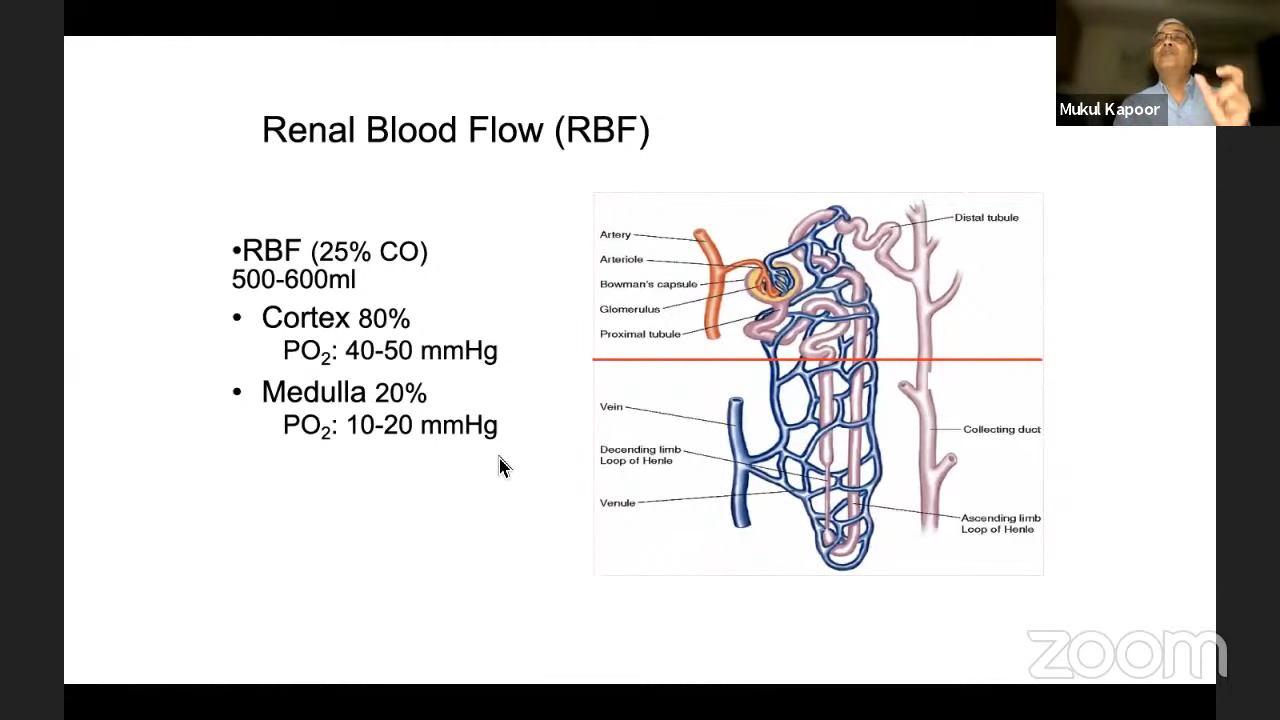 Mukul Kapoor
Renal Blood Flow (RBF)
•RBF (25% CO)
500-600ml
• Cortex 80%
PO₂: 40-50 mmHg
• Medulla 20%
PO₂: 10-20 mmHg
Artery
Arteriole
Bowman's capsule
Glomerulus
Proximal tubule
Distal tubule
Vein
Decending limb
Loop of Henle
Venule
Collecting duct
Ascending limb
Loop of Henle
zoom